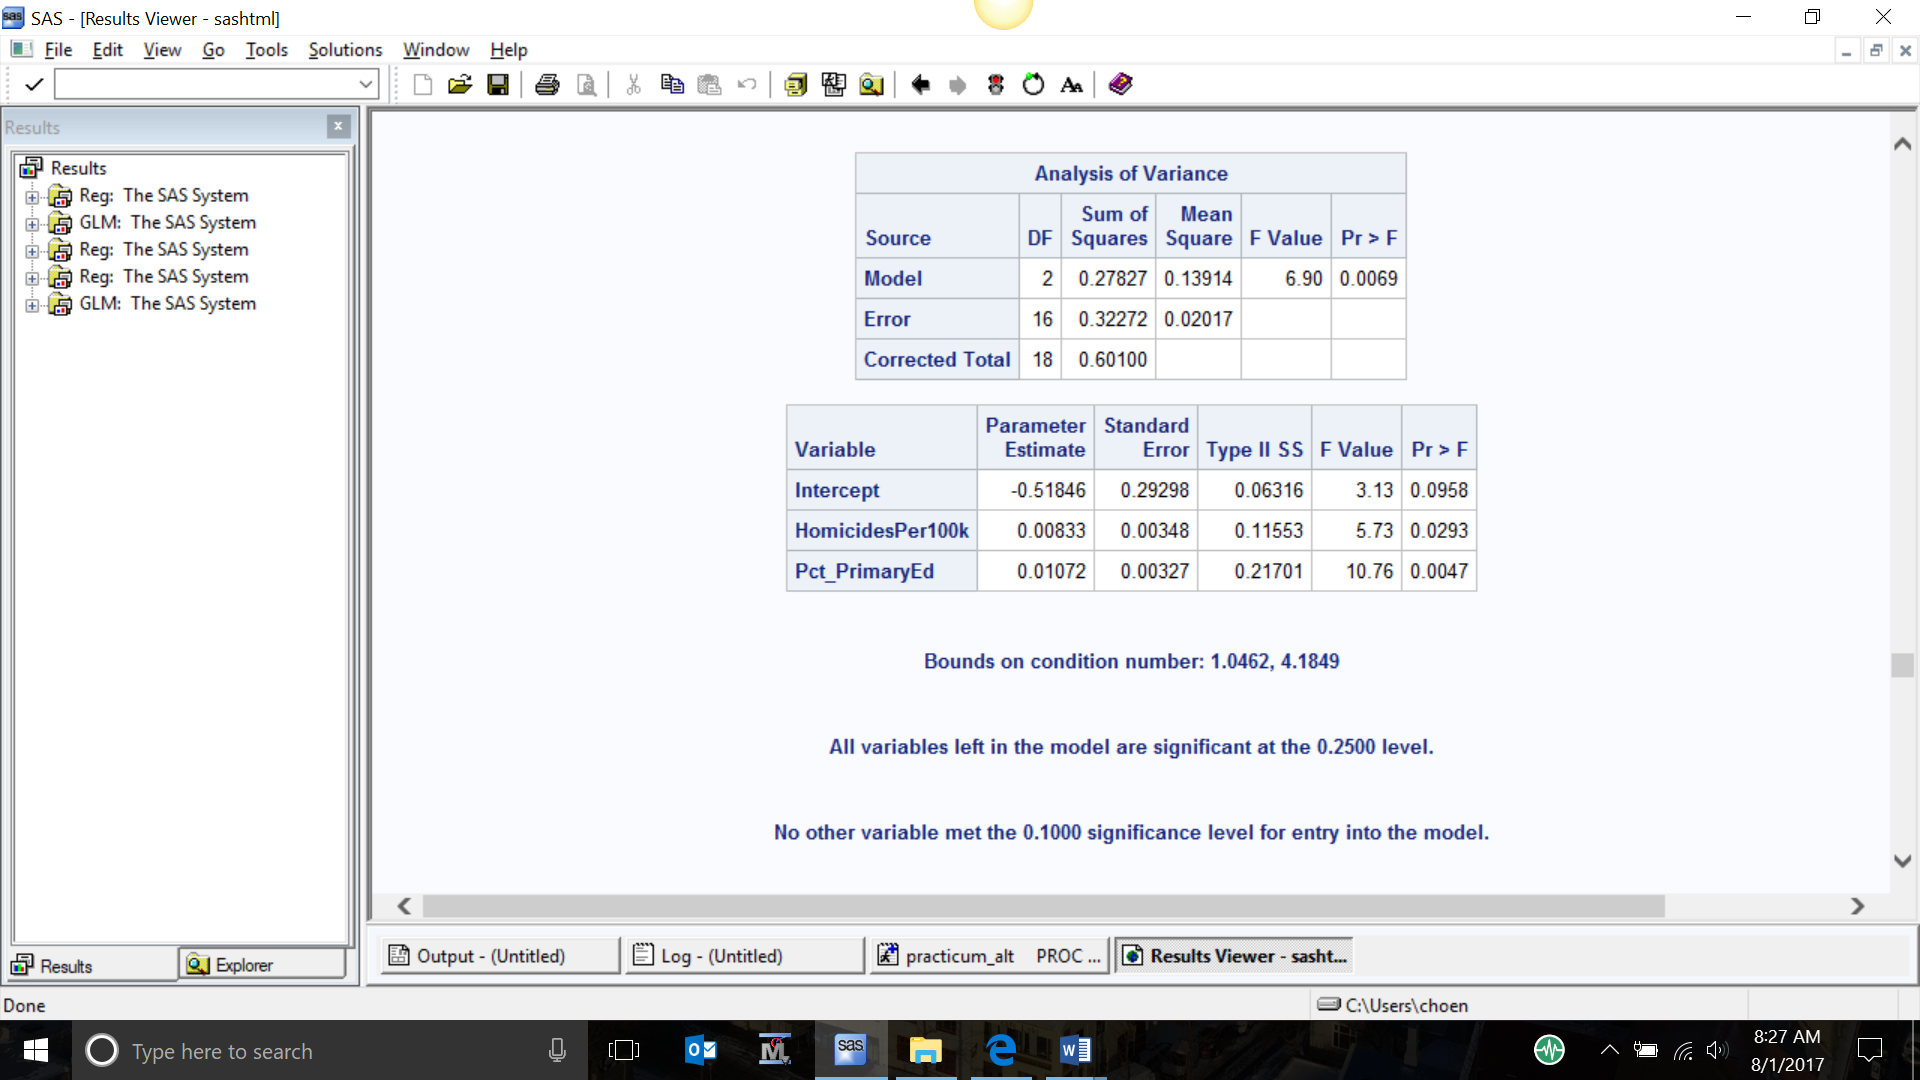 SAS - [Results Viewer - sashtml]
File Edit View Go Tools Solutions Window Help
Results
Results
Reg: The SAS System
GLM: The SAS System
Reg: The SAS System
Reg: The SAS System
GLM: The SAS System
Analysis of Variance
Source DF Sum of Squares Mean Square F Value Pr > F
Model 2 0.27827 0.13914 6.90 0.0069
Error 16 0.32272 0.02017
Corrected Total 18 0.60100
Variable Parameter Estimate Standard Error Type II SS F Value Pr > F
Intercept -0.51846 0.29298 0.06316 3.13 0.0958
HomicidesPer100k 0.00833 0.00348 0.11553 5.73 0.0293
Pct_PrimaryEd 0.01072 0.00327 0.21701 10.76 0.0047
Bounds on condition number: 1.0462, 4.1849
All variables left in the model are significant at the 0.2500 level.
No other variable met the 0.1000 significance level for entry into the model.
Results Explorer
Output - (Untitled) Log - (Untitled) practicum_alt PROC ... Results Viewer - sasht...
Done C:\Users\choen
Type here to search
sas
8:27 AM
8/1/2017